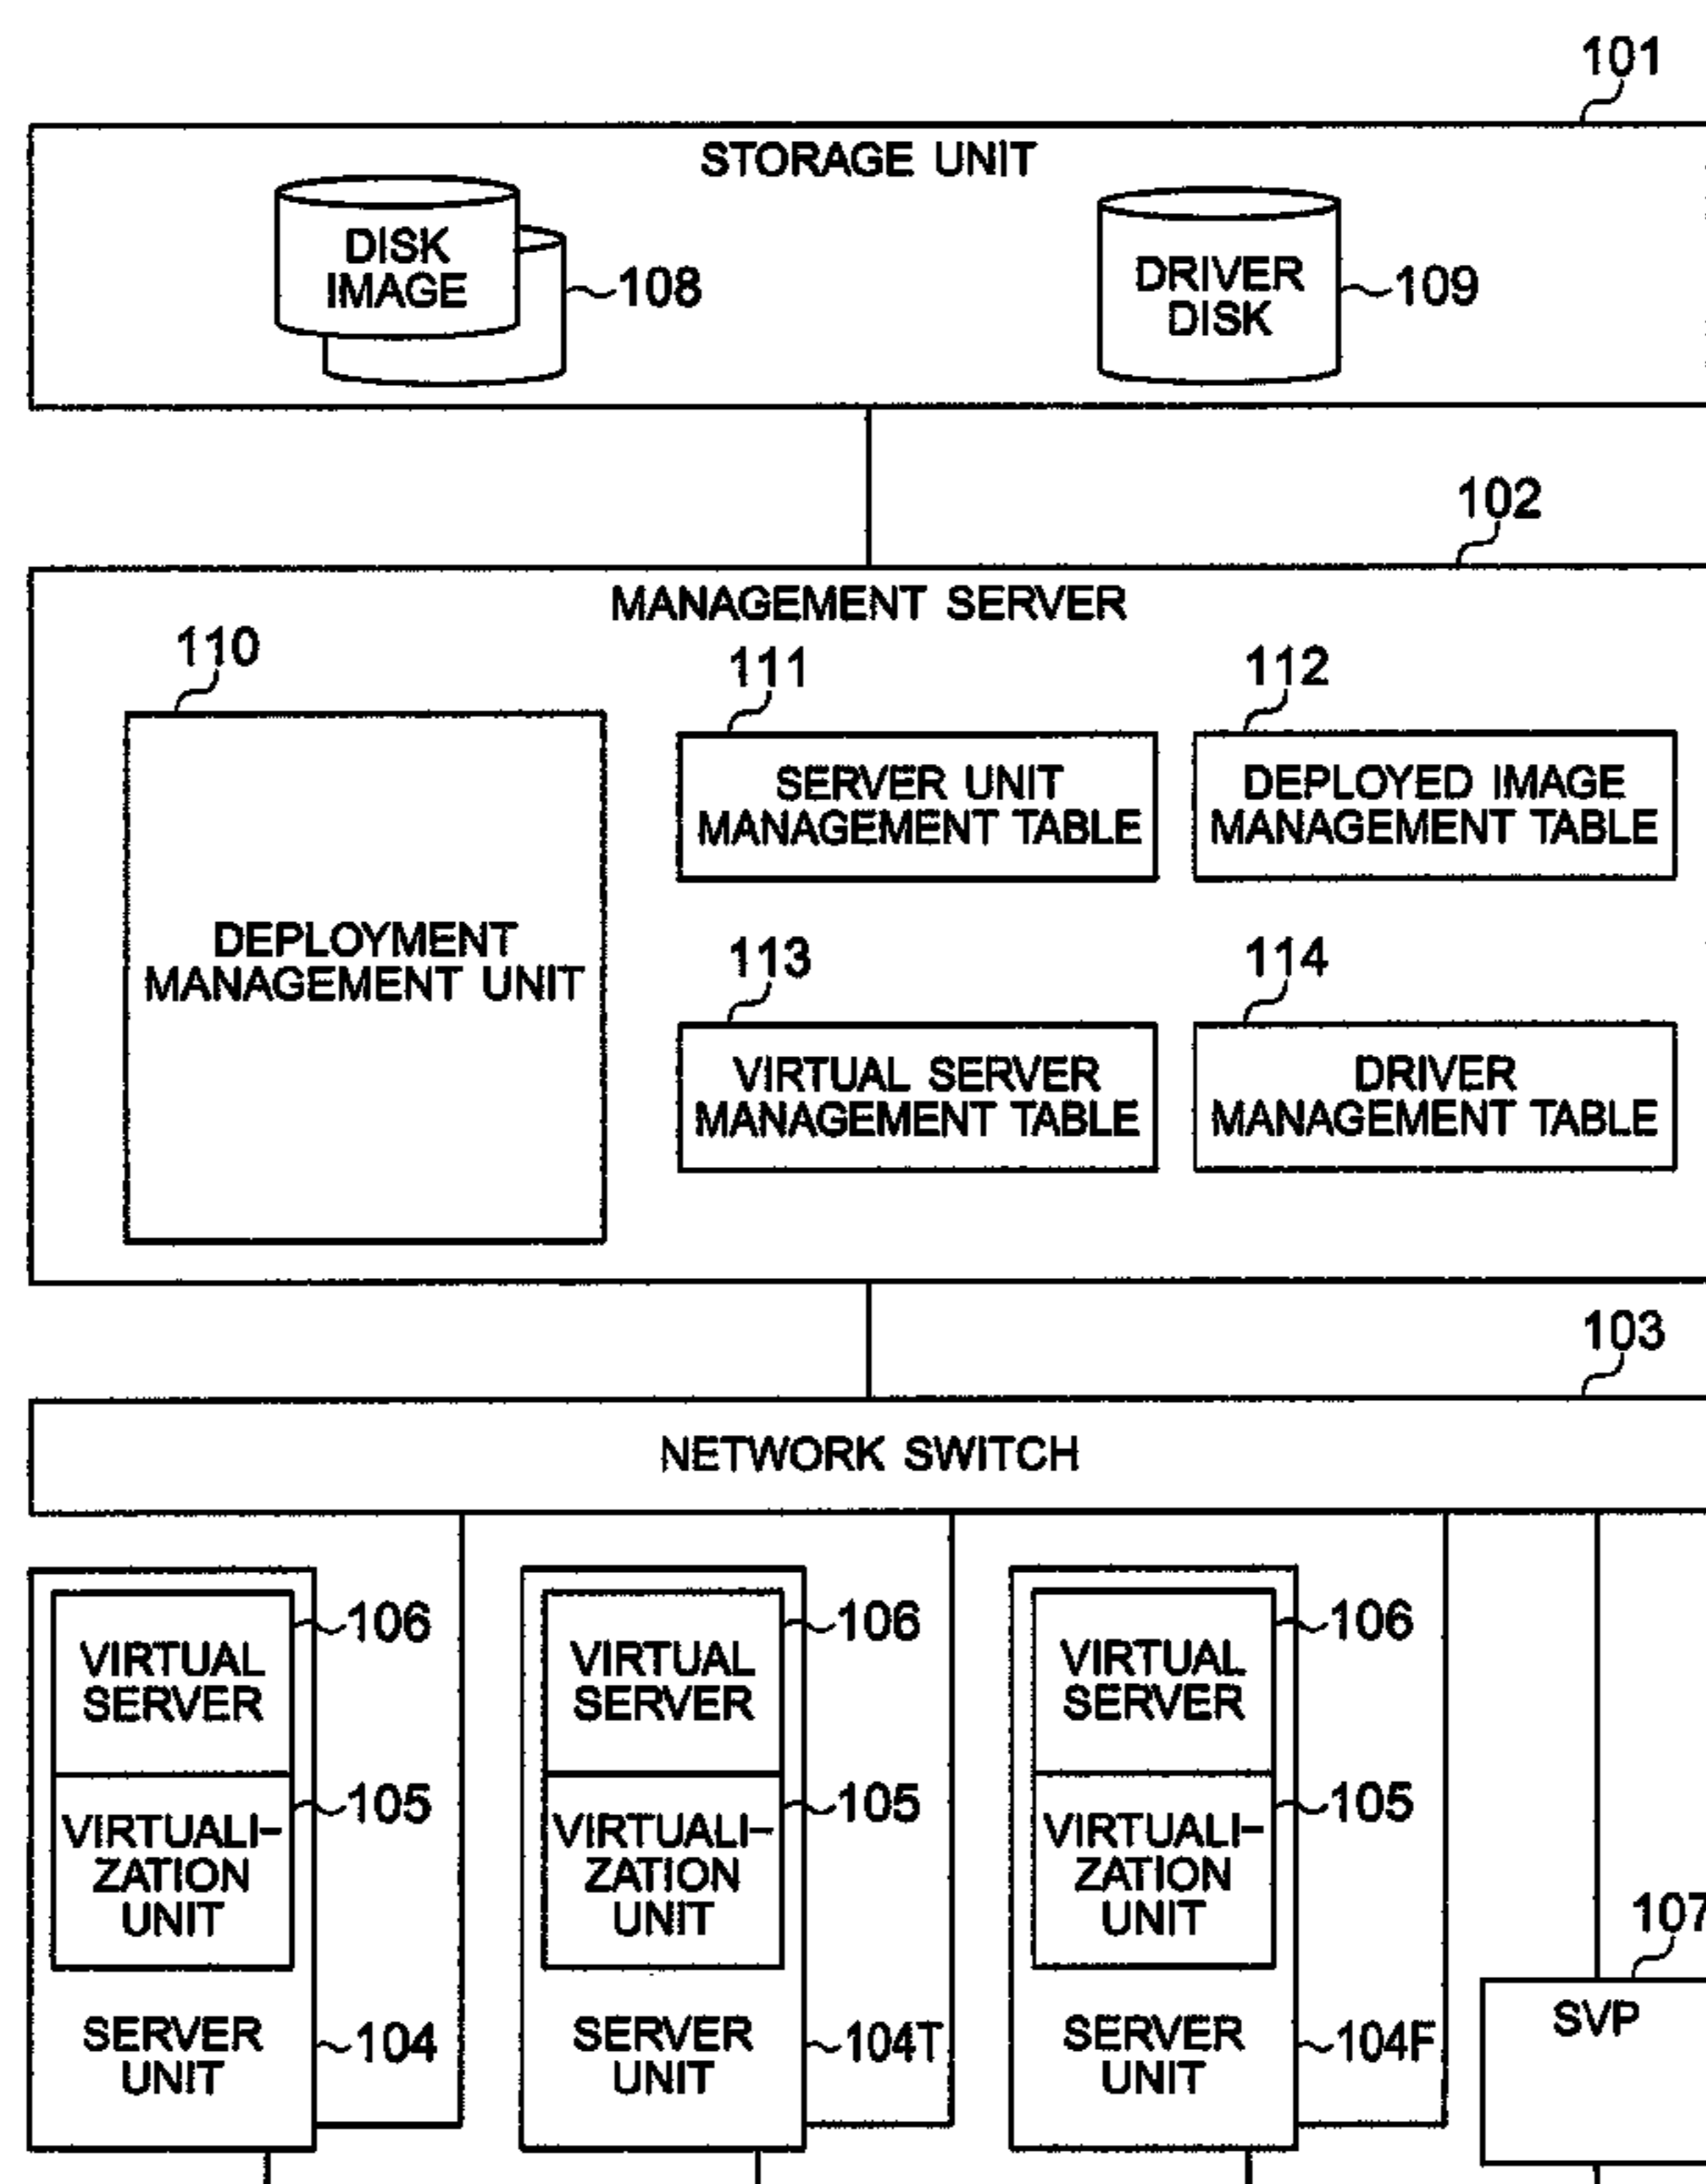 101
STORAGE UNIT
DISK
IMAGE
108
DRIVER
DISK
109
102
MANAGEMENT SERVER
110
111
112
SERVER UNIT
MANAGEMENT TABLE
DEPLOYED IMAGE
MANAGEMENT TABLE
DEPLOYMENT
MANAGEMENT UNIT
113
114
VIRTUAL SERVER
MANAGEMENT TABLE
DRIVER
MANAGEMENT TABLE
103
NETWORK SWITCH
VIRTUAL
SERVER
106
VIRTUALI-
ZATION
UNIT
105
SERVER
UNIT
104
VIRTUAL
SERVER
106
VIRTUALI-
ZATION
UNIT
105
SERVER
UNIT
104T
VIRTUAL
SERVER
106
VIRTUALI-
ZATION
UNIT
105
SERVER
UNIT
104F
107
SVP